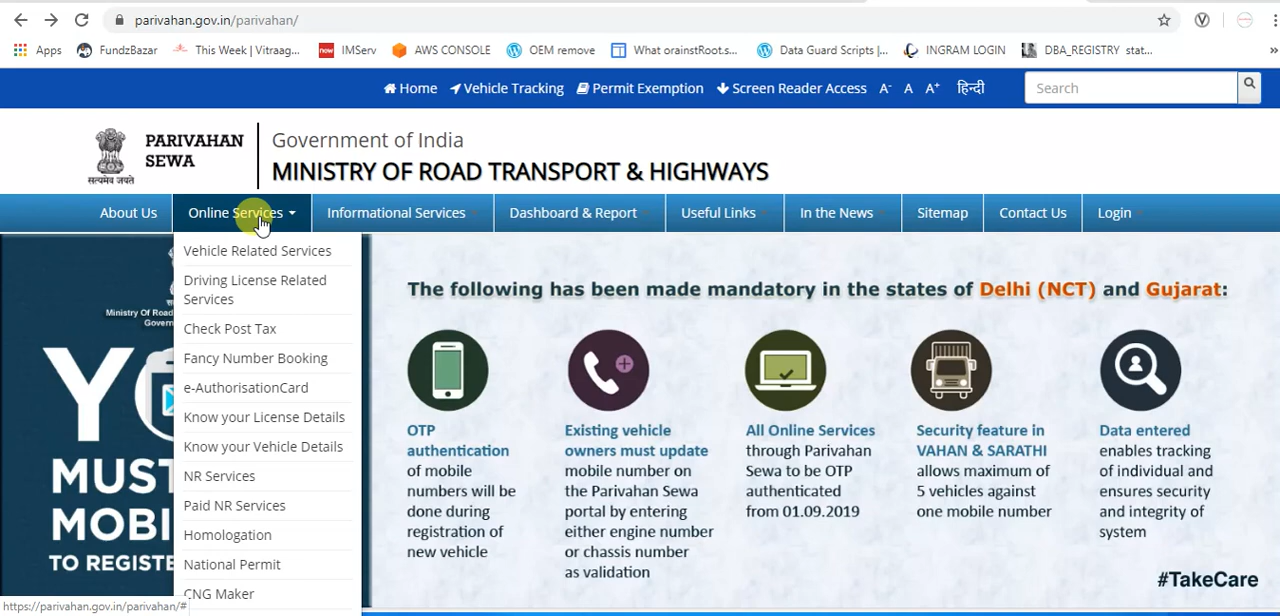 parivahan.gov.in/parivahan/
Apps FundzBazar This Week | Vitraag... IMServ AWS CONSOLE OEM remove What orainstRoot.s... Data Guard Scripts |... INGRAM LOGIN DBA_REGISTRY stat... »
Home Vehicle Tracking Permit Exemption Screen Reader Access A- A A+ हिन्दी Search
PARIVAHAN
SEWA
सत्यमेव जयते
Government of India
MINISTRY OF ROAD TRANSPORT & HIGHWAYS
About Us Online Services Informational Services Dashboard & Report Useful Links In the News Sitemap Contact Us Login
Vehicle Related Services
Driving License Related
Services
Check Post Tax
Fancy Number Booking
e-AuthorisationCard
Know your License Details
Know your Vehicle Details
NR Services
Paid NR Services
Homologation
National Permit
CNG Maker
Ministry Of Road
Govern
YO
MUST
MOBI
TO REGISTE
The following has been made mandatory in the states of Delhi (NCT) and Gujarat:
OTP
authentication
of mobile
numbers will be
done during
registration of
new vehicle
Existing vehicle
owners must update
mobile number on
the Parivahan Sewa
portal by entering
either engine number
or chassis number
as validation
All Online Services
through Parivahan
Sewa to be OTP
authenticated
from 01.09.2019
Security feature in
VAHAN & SARATHI
allows maximum of
5 vehicles against
one mobile number
Data entered
enables tracking
of individual and
ensures security
and integrity of
system
#TakeCare
https://parivahan.gov.in/parivahan/#